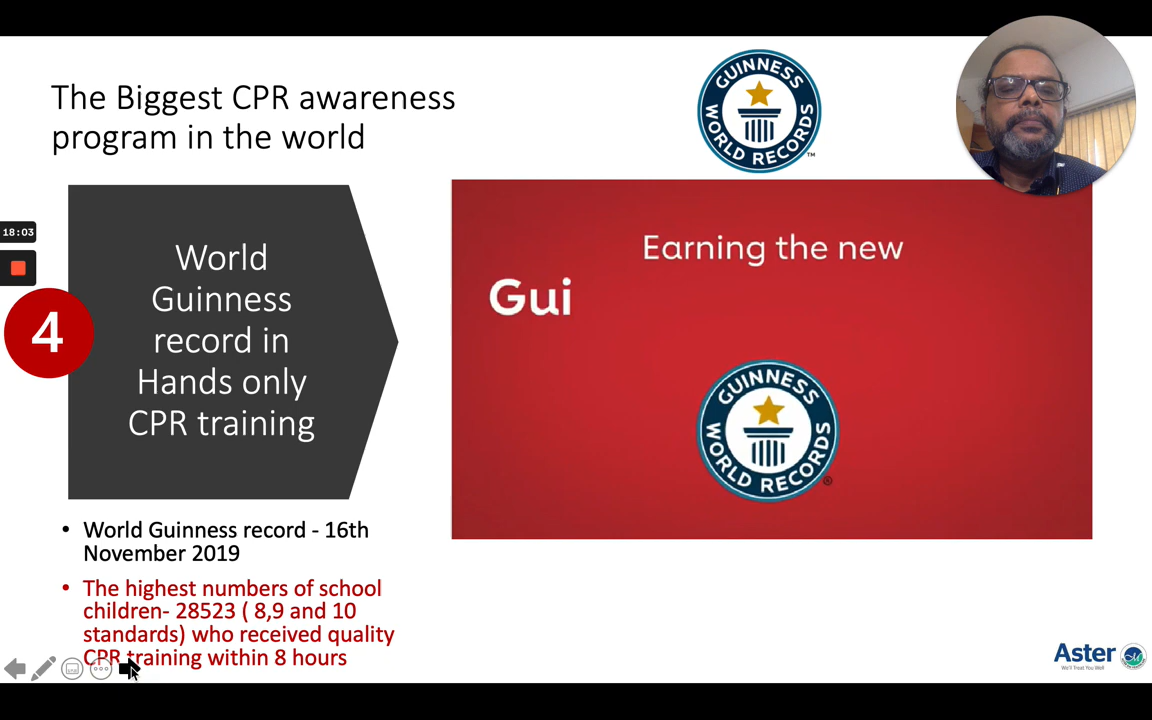 The Biggest CPR awareness
program in the world
GUINNESS
WORLD RECORDS
TM
18:03
4
World
Guinness
record in
Hands only
CPR training
Earning the new
Gui
GUINNESS
WORLD RECORDS
®
• World Guinness record - 16th
November 2019
• The highest numbers of school
children- 28523 ( 8,9 and 10
standards) who received quality
CPR training within 8 hours
Aster
We'll Treat You Well